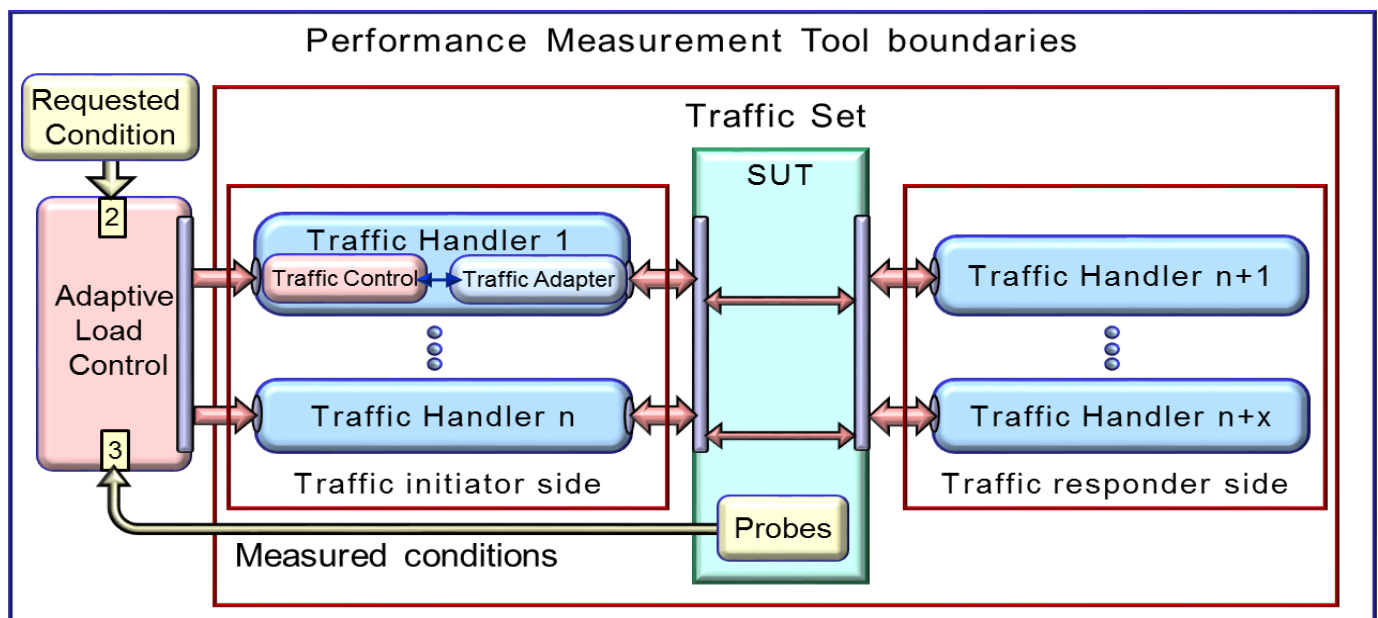 Performance Measurement Tool boundaries
Requested
Condition
Traffic Set
SUT
2
Traffic Handler 1
Traffic Control
Traffic Adapter
Traffic Handler n+1
Adaptive
Load
Control
Traffic Handler n
Traffic Handler n+x
3
Traffic initiator side
Traffic responder side
Probes
Measured conditions